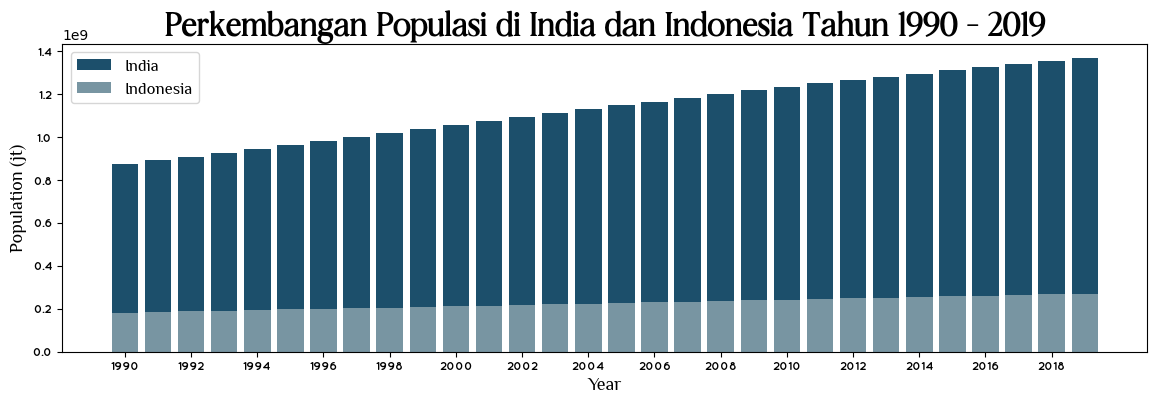 Perkembangan Populasi di India dan Indonesia Tahun 1990 - 2019
1e9
1.4
1.2
1.0
0.8
0.6
0.4
0.2
0.0
Population (jt)
India
Indonesia
1990 1992 1994 1996 1998 2000 2002 2004 2006 2008 2010 2012 2014 2016 2018
Year